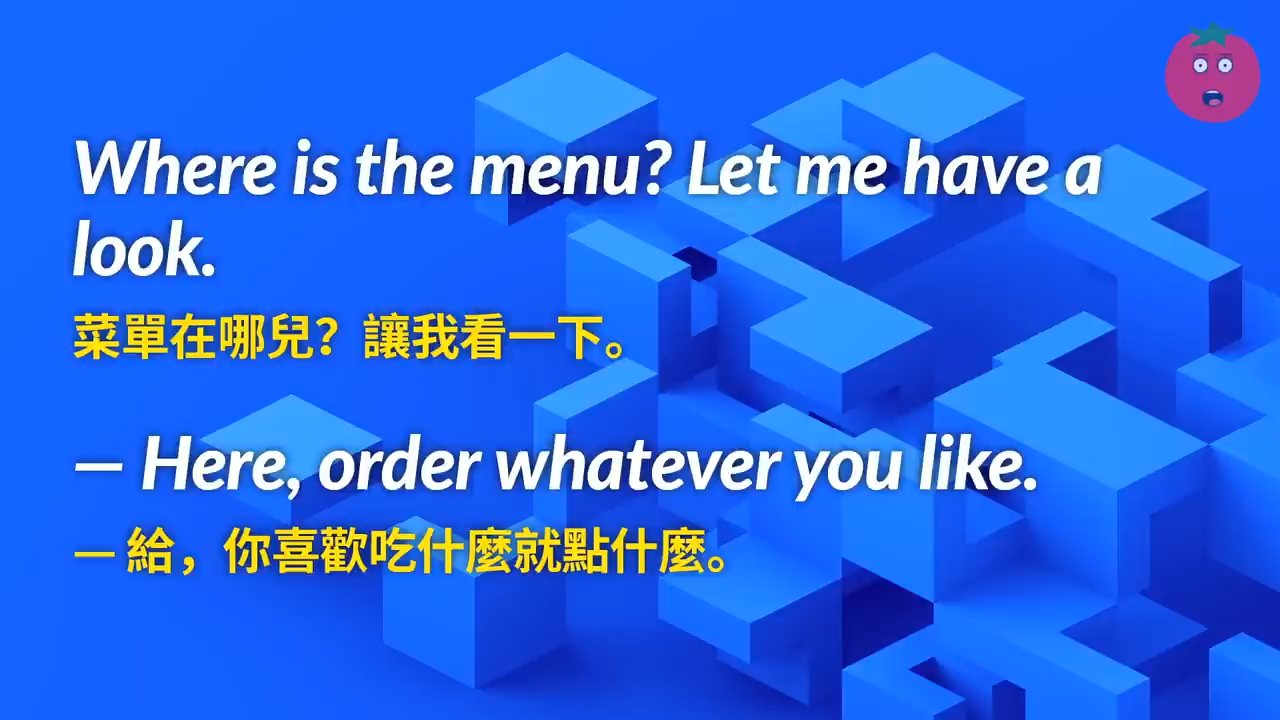 Where is the menu? Let me have a
look.
菜單在哪兒？讓我看一下。
— Here, order whatever you like.
— 給，你喜歡吃什麼就點什麼。